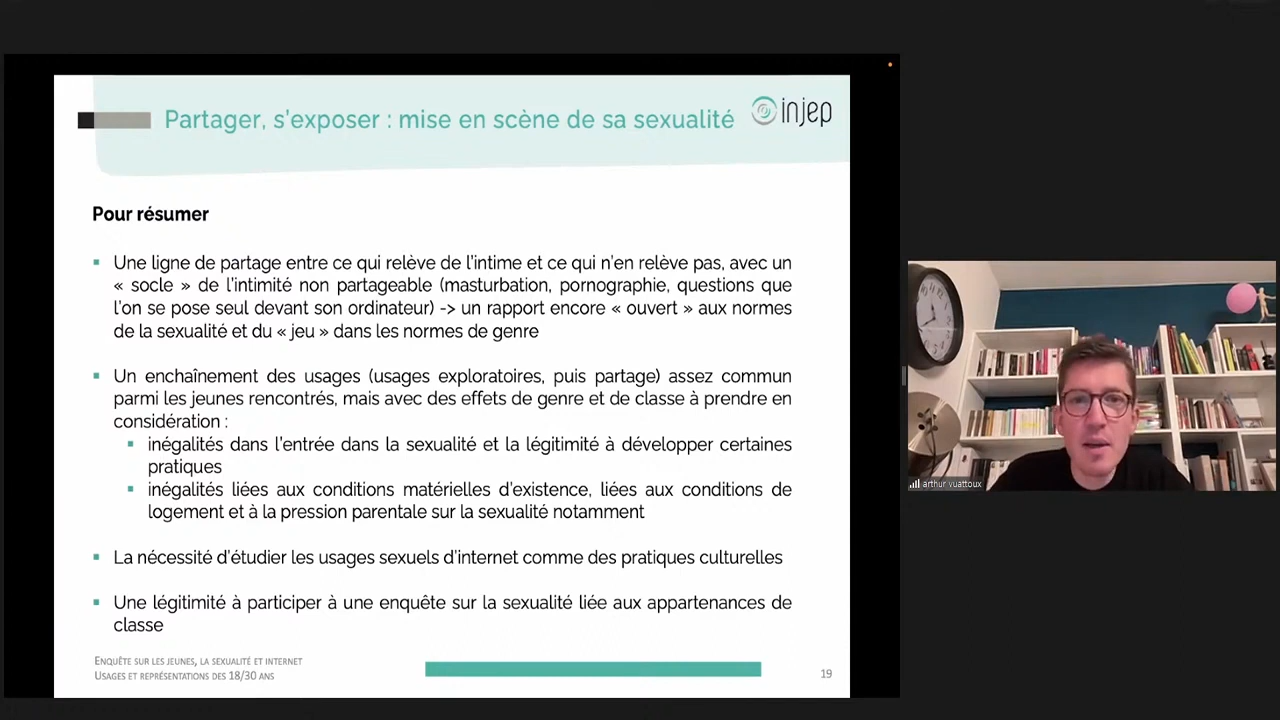 Partager, s'exposer : mise en scène de sa sexualité
injep
Pour résumer
Une ligne de partage entre ce qui relève de l'intime et ce qui n'en relève pas, avec un
« socle » de l'intimité non partageable (masturbation, pornographie, questions que
l'on se pose seul devant son ordinateur) -> un rapport encore « ouvert » aux normes
de la sexualité et du « jeu » dans les normes de genre
Un enchaînement des usages (usages exploratoires, puis partage) assez commun
parmi les jeunes rencontrés, mais avec des effets de genre et de classe à prendre en
considération :
inégalités dans l'entrée dans la sexualité et la légitimité à développer certaines
pratiques
inégalités liées aux conditions matérielles d'existence, liées aux conditions de
logement et à la pression parentale sur la sexualité notamment
La nécessité d'étudier les usages sexuels d'internet comme des pratiques culturelles
Une légitimité à participer à une enquête sur la sexualité liée aux appartenances de
classe
Enquête sur les jeunes, la sexualité et internet
Usages et représentations des 18/30 ans
19
arthur vuattoux